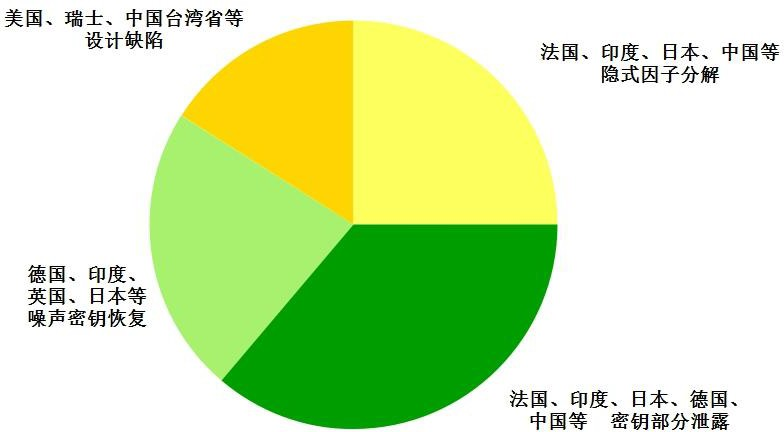 美国、瑞士、中国台湾省等
设计缺陷
法国、印度、日本、中国等
隐式因子分解
德国、印度、
英国、日本等
噪声密钥恢复
法国、印度、日本、德国、
中国等 密钥部分泄露